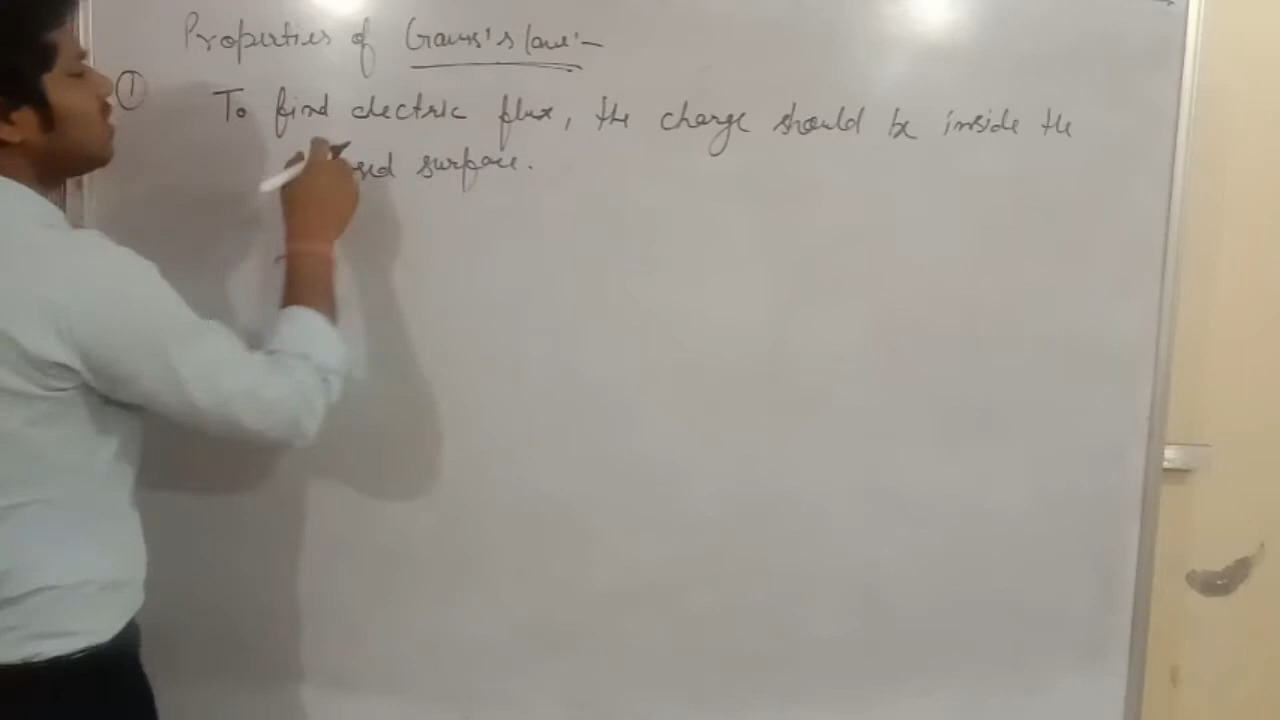 Properties of Gauss's law:-
① To find electric flux, the charge should be inside the
surface.